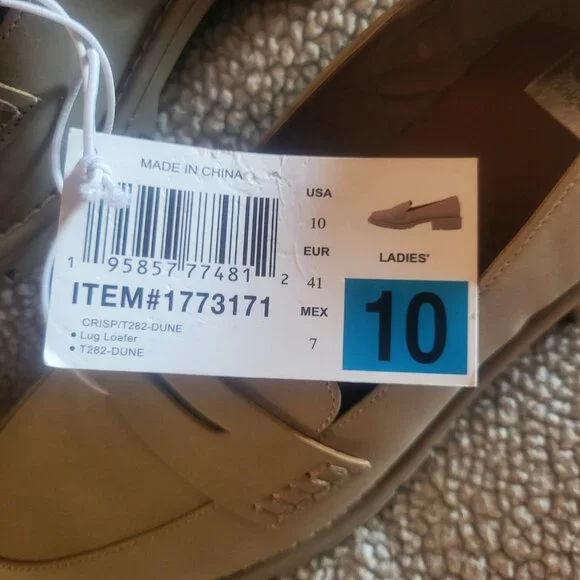 MADE IN CHINA
1 95857 77481 2
ITEM#1773171
CRISP/T282-DUNE
• Lug Loafer
• T282-DUNE
USA
10
EUR
41
MEX
7
LADIES'
10